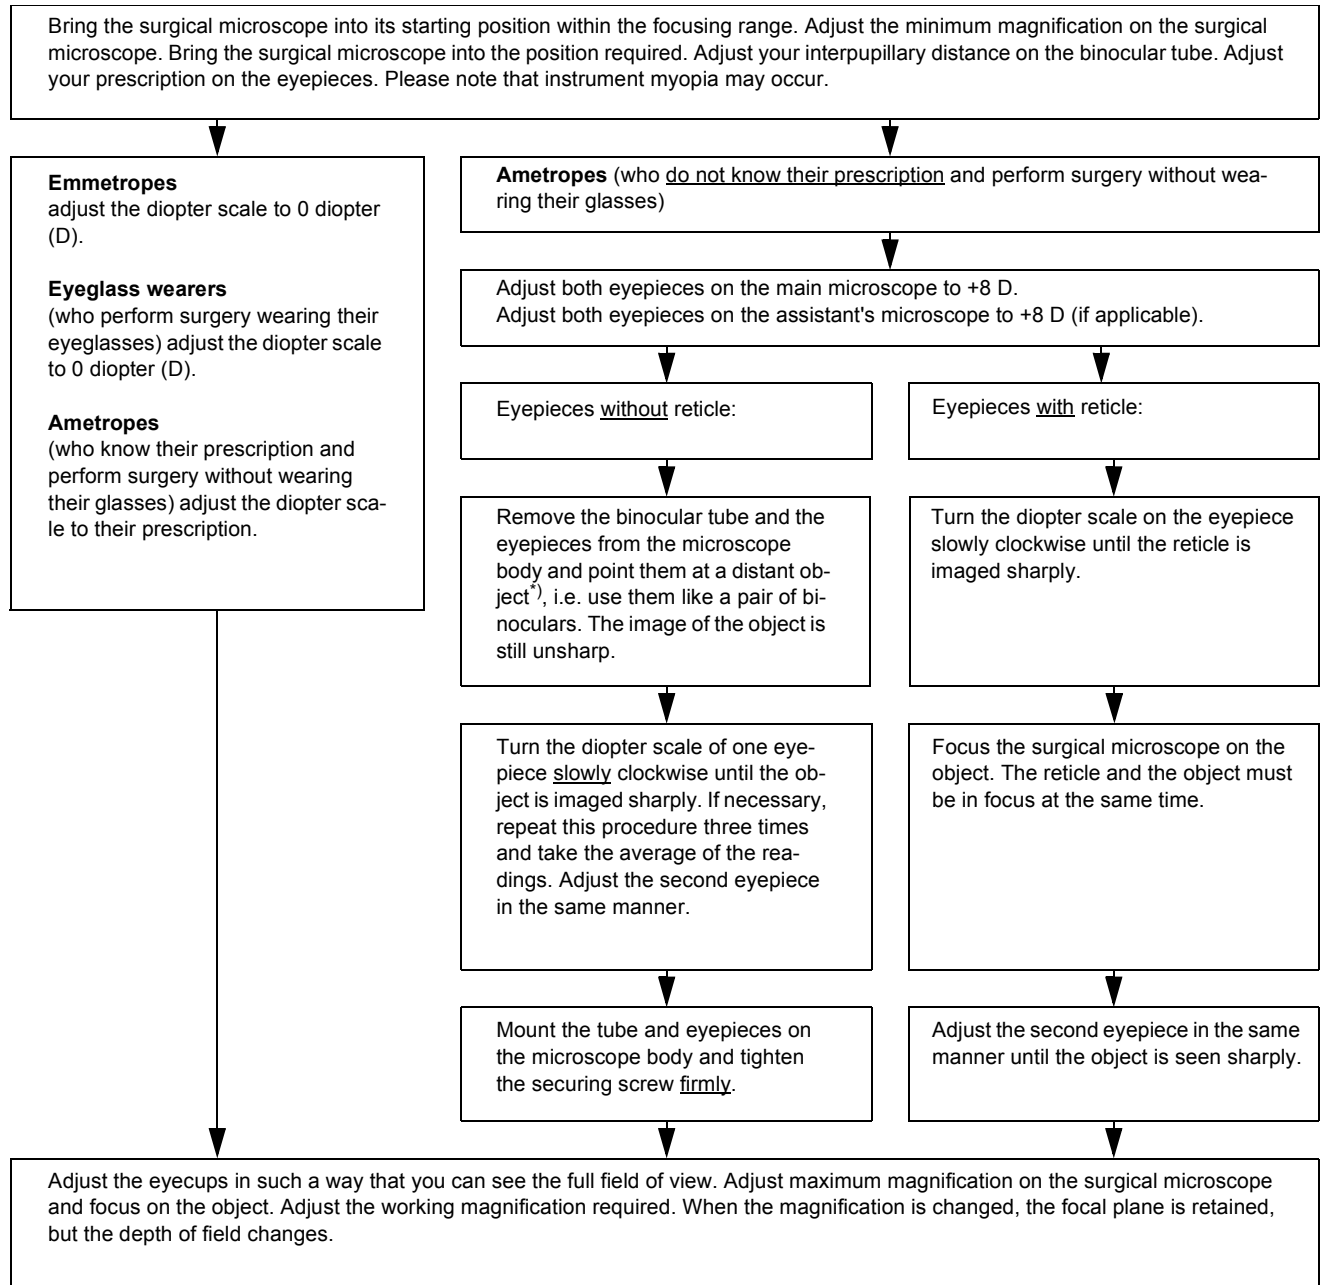 Bring the surgical microscope into its starting position within the focusing range. Adjust the minimum magnification on the surgical
microscope. Bring the surgical microscope into the position required. Adjust your interpupillary distance on the binocular tube. Adjust
your prescription on the eyepieces. Please note that instrument myopia may occur.
Emmetropes
adjust the diopter scale to 0 diopter
(D).
Eyeglass wearers
(who perform surgery wearing their
eyeglasses) adjust the diopter scale
to 0 diopter (D).
Ametropes
(who know their prescription and
perform surgery without wearing
their glasses) adjust the diopter sca-
le to their prescription.
Ametropes (who do not know their prescription and perform surgery without wea-
ring their glasses)
Adjust both eyepieces on the main microscope to +8 D.
Adjust both eyepieces on the assistant's microscope to +8 D (if applicable).
Eyepieces without reticle:
Remove the binocular tube and the
eyepieces from the microscope
body and point them at a distant ob-
ject*), i.e. use them like a pair of bi-
noculars. The image of the object is
still unsharp.
Turn the diopter scale of one eye-
piece slowly clockwise until the ob-
ject is imaged sharply. If necessary,
repeat this procedure three times
and take the average of the rea-
dings. Adjust the second eyepiece
in the same manner.
Mount the tube and eyepieces on
the microscope body and tighten
the securing screw firmly.
Eyepieces with reticle:
Turn the diopter scale on the eyepiece
slowly clockwise until the reticle is
imaged sharply.
Focus the surgical microscope on the
object. The reticle and the object must
be in focus at the same time.
Adjust the second eyepiece in the same
manner until the object is seen sharply.
Adjust the eyecups in such a way that you can see the full field of view. Adjust maximum magnification on the surgical microscope
and focus on the object. Adjust the working magnification required. When the magnification is changed, the focal plane is retained,
but the depth of field changes.